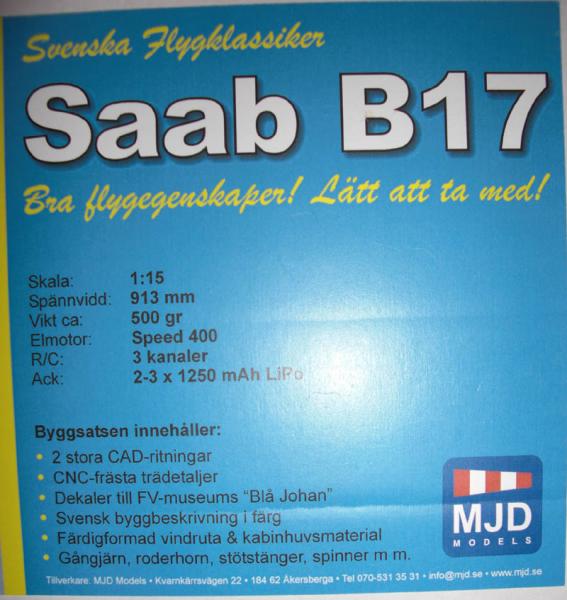 Svenska Flygklassiker
Saab B17
Bra flygegenskaper! Lätt att ta med!
Skala: 1:15
Spännvidd: 913 mm
Vikt ca: 500 gr
Elmotor: Speed 400
R/C: 3 kanaler
Ack: 2-3 x 1250 mAh LiPo
Byggsatsen innehåller:
• 2 stora CAD-ritningar
• CNC-frästa trädetaljer
• Dekaler till FV-museums "Blå Johan"
• Svensk byggbeskrivning i färg
• Färdigformad vindruta & kabinhuvsmaterial
• Gångjärn, roderhorn, stötstänger, spinner m m.
MJD
MODELS
Tillverkare: MJD Models • Kvarnkärrsvägen 22 • 184 62 Åkersberga • Tel 070-531 35 31 • info@mjd.se • www.mjd.se